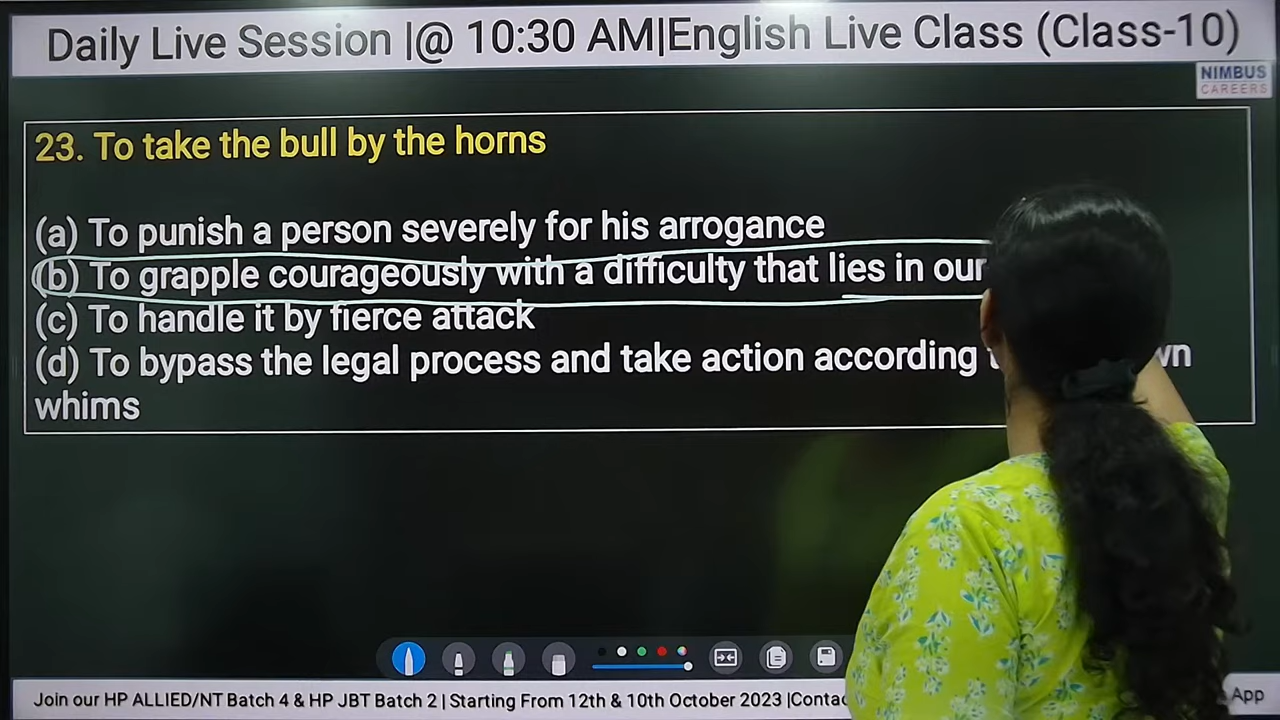 Daily Live Session |@ 10:30 AM|English Live Class (Class-10)
NIMBUS
CAREERS
23. To take the bull by the horns
(a) To punish a person severely for his arrogance
(b) To grapple courageously with a difficulty that lies in our
(c) To handle it by fierce attack
(d) To bypass the legal process and take action according
whims
Join our HP ALLIED/NT Batch 4 & HP JBT Batch 2 | Starting From 12th & 10th October 2023 | App